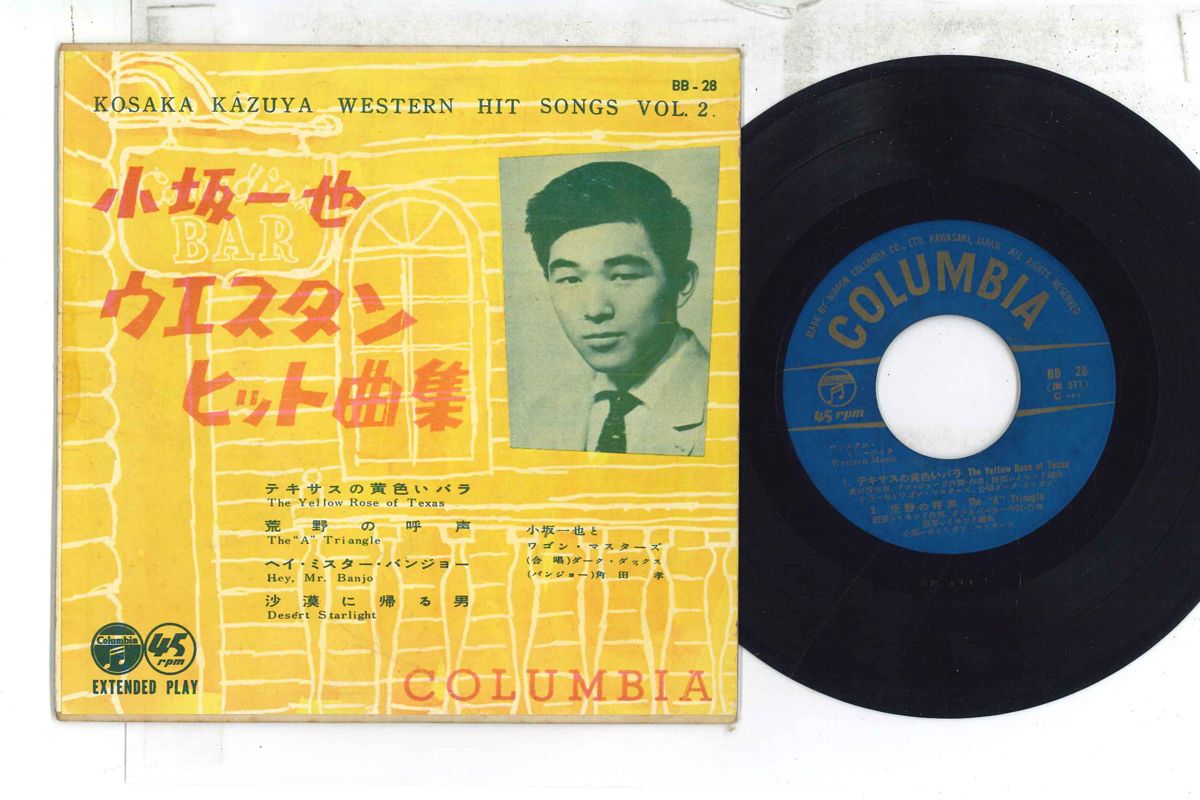 BB-28
KOSAKA KAZUYA WESTERN HIT SONGS VOL. 2.
小坂一也
BAR
ウエスタン
ヒット曲集
テキサスの黄色いバラ
The Yellow Rose of Texas
荒野の呼声
The "A" Triangle
ヘイ・ミスター・バンジョー
Hey, Mr. Banjo
沙漠に帰る男
Desert Starlight
小坂一也と
ワゴン・マスターズ
(合唱)ダーク・ダックス
(バンジョー)角田孝
Columbia
45 rpm
EXTENDED PLAY
COLUMBIA
MADE BY NIPPON COLUMBIA CO., LTD. KAWASAKI, JAPAN ALL RIGHTS RESERVED
COLUMBIA
BB 28
(JM 371)
45 rpm
Western Music
1. テキサスの黄色いバラ The Yellow Rose of Texas
2. 荒野の呼声 The "A" Triangle